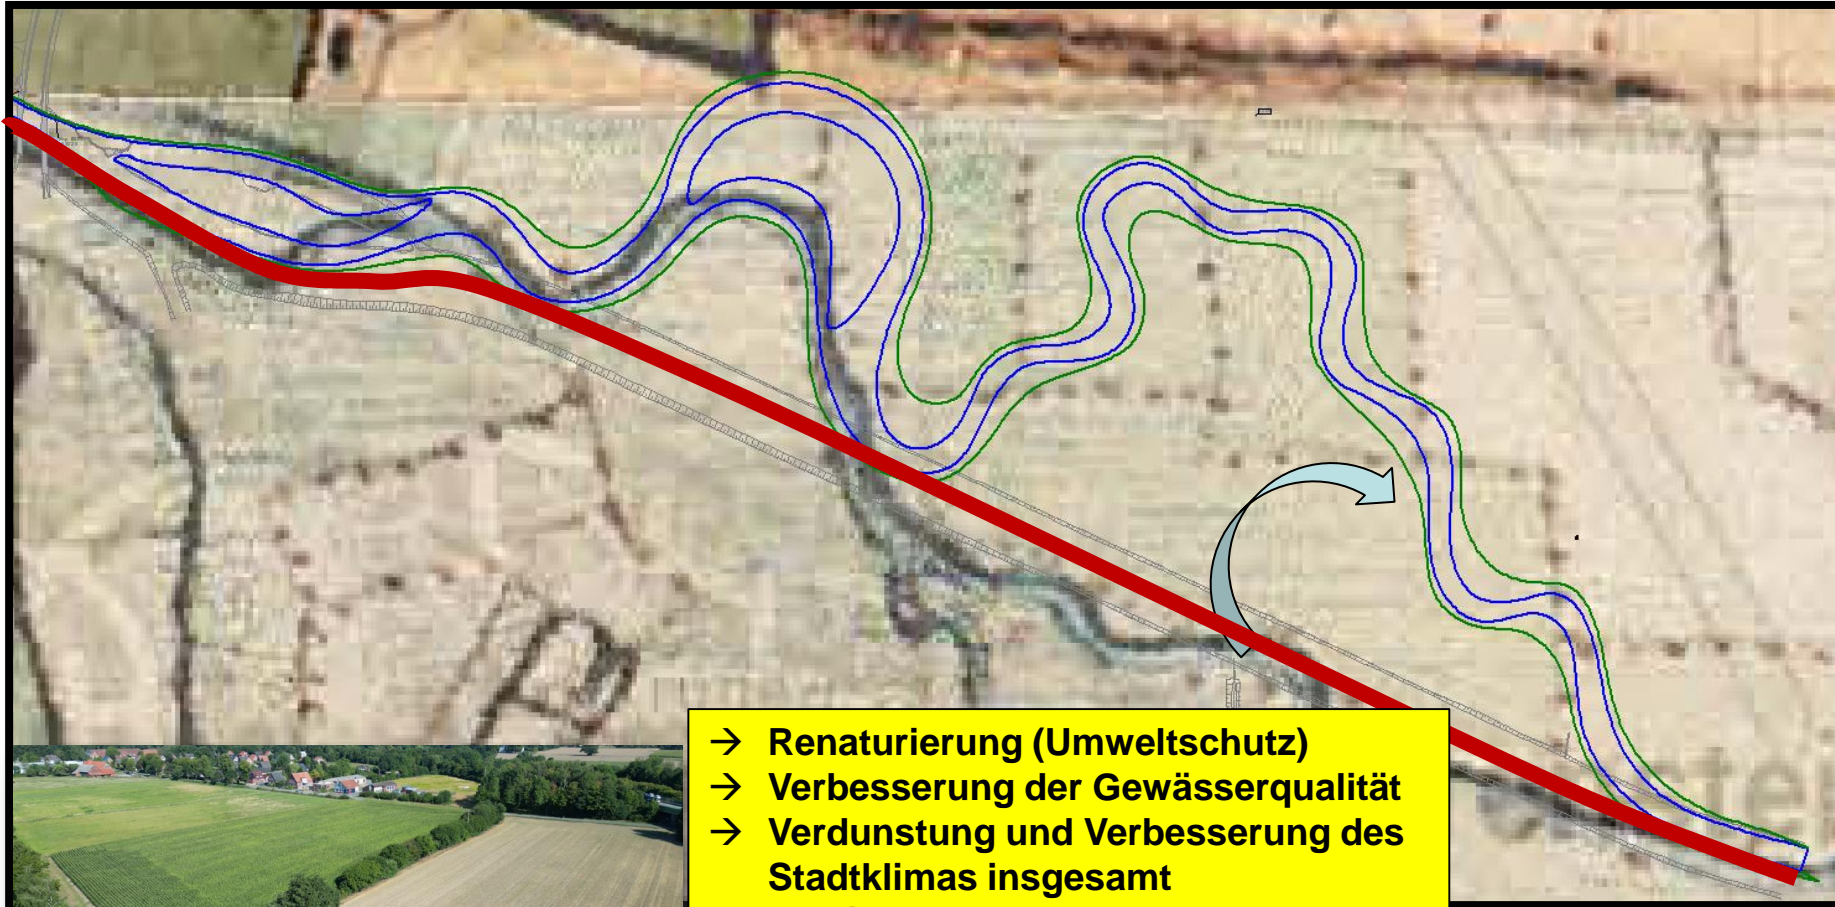 → Renaturierung (Umweltschutz)
→ Verbesserung der Gewässerqualität
→ Verdunstung und Verbesserung des
Stadtklimas insgesamt